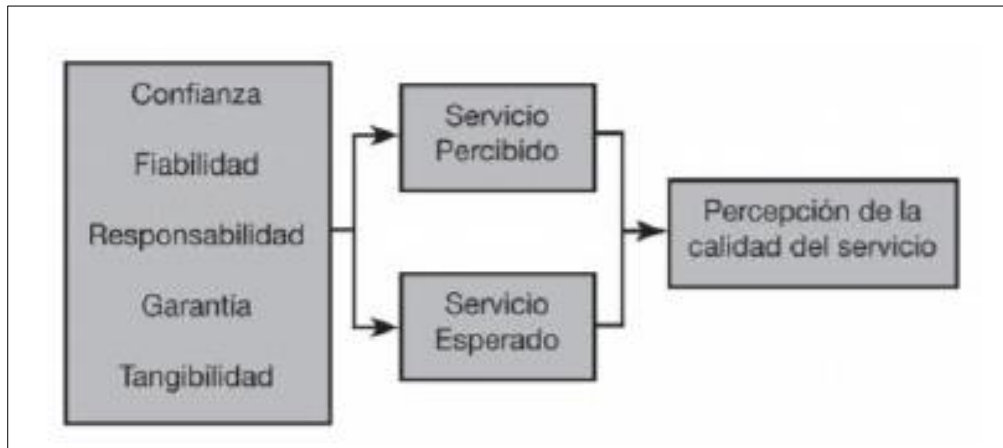 Confianza
Fiabilidad
Responsabilidad
Garantía
Tangibilidad
Servicio
Percibido
Servicio
Esperado
Percepción de la
calidad del servicio